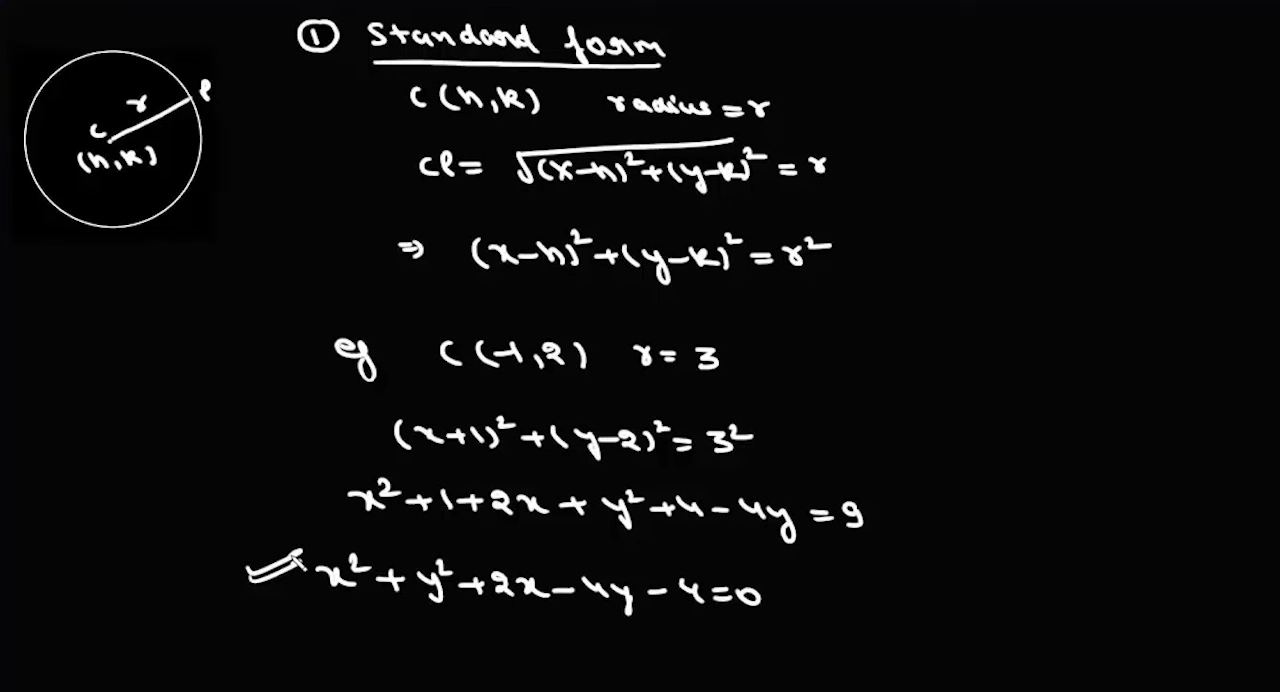 ① Standard form
r P
C
(h,k)
C(h,k) radius = r
CP = √(x-h)²+(y-k)² = r
⇒ (x-h)²+(y-k)² = r²
eg C(-1,2) r = 3
(x+1)²+(y-2)² = 3²
x²+1+2x+y²+4-4y = 9
x²+y²+2x-4y-4=0